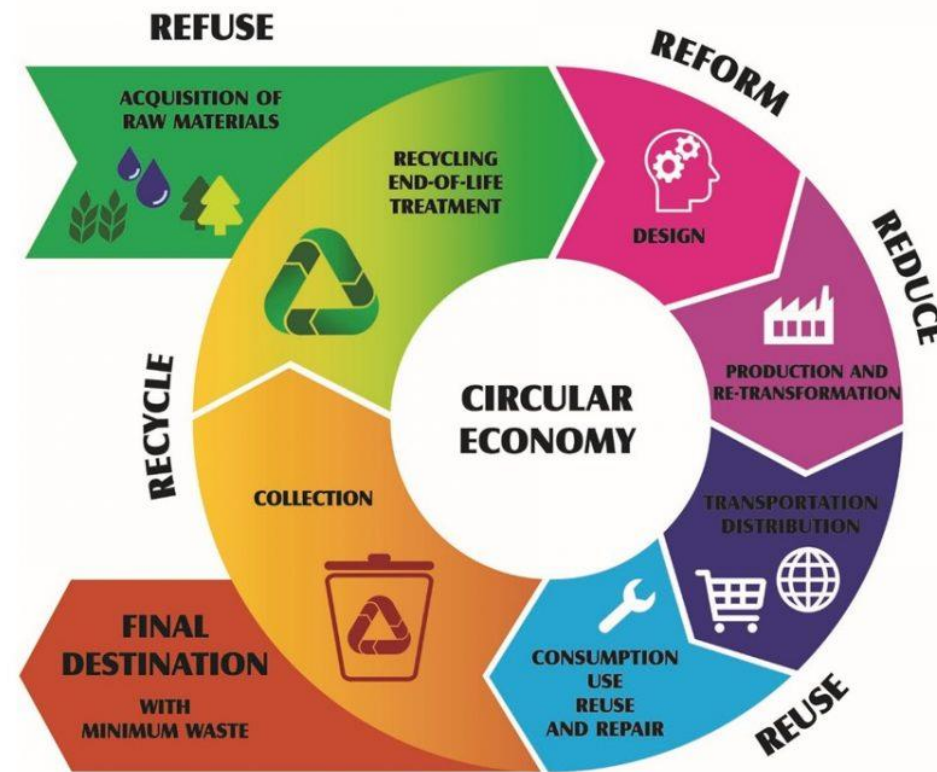 REFUSE
REFORM
ACQUISITION OF
RAW MATERIALS
RECYCLING
END-OF-LIFE
TREATMENT
DESIGN
REDUCE
PRODUCTION AND
RE-TRANSFORMATION
CIRCULAR
ECONOMY
RECYCLE
COLLECTION
TRANSPORTATION
DISTRIBUTION
FINAL
DESTINATION
WITH
MINIMUM WASTE
CONSUMPTION
USE
REUSE
AND REPAIR
REUSE